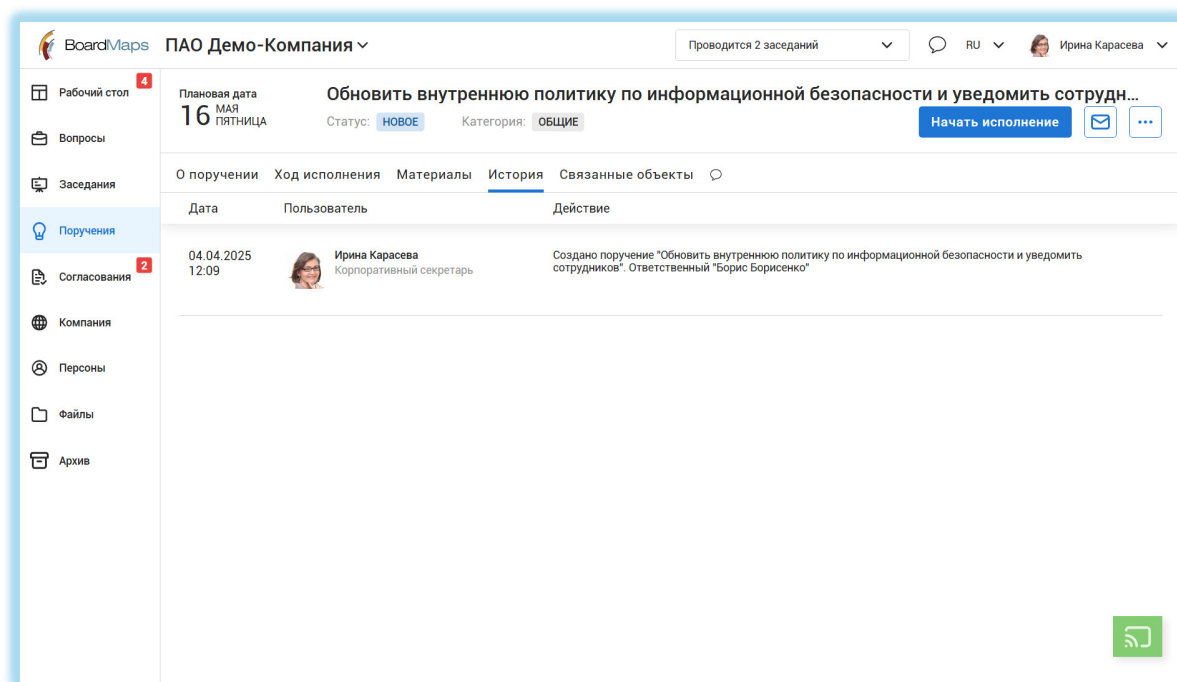 BoardMaps ПАО Демо-Компания Проводится 2 заседаний RU Ирина Карасева
Рабочий стол 4
Вопросы
Заседания
Поручения
Согласования 2
Компания
Персоны
Файлы
Архив
Плановая дата
16 МАЯ ПЯТНИЦА
Обновить внутреннюю политику по информационной безопасности и уведомить сотрудн...
Статус: НОВОЕ Категория: ОБЩИЕ
Начать исполнение
О поручении Ход исполнения Материалы История Связанные объекты
Дата Пользователь Действие
04.04.2025
12:09
Ирина Карасева
Корпоративный секретарь
Создано поручение "Обновить внутреннюю политику по информационной безопасности и уведомить
сотрудников". Ответственный "Борис Борисенко"